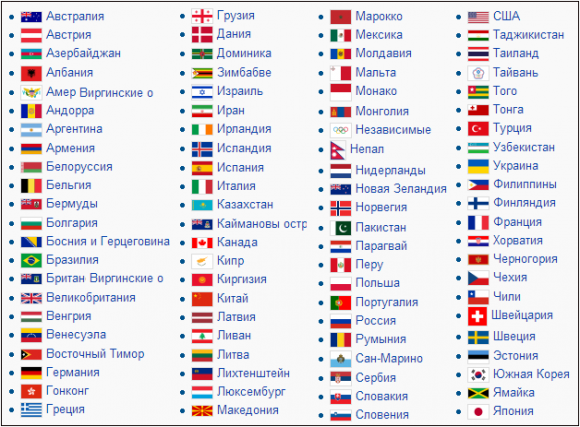 Австралия
Австрия
Азербайджан
Албания
Амер Виргинские о
Андорра
Аргентина
Армения
Белоруссия
Бельгия
Бермуды
Болгария
Босния и Герцеговина
Бразилия
Британ Виргинские о
Великобритания
Венгрия
Венесуэла
Восточный Тимор
Германия
Гонконг
Греция
Грузия
Дания
Доминика
Зимбабве
Израиль
Иран
Ирландия
Исландия
Испания
Италия
Казахстан
Каймановы остр
Канада
Кипр
Киргизия
Китай
Латвия
Ливан
Литва
Лихтенштейн
Люксембург
Македония
Марокко
Мексика
Молдавия
Мальта
Монако
Монголия
Независимые
Непал
Нидерланды
Новая Зеландия
Норвегия
Пакистан
Парагвай
Перу
Польша
Португалия
Россия
Румыния
Сан-Марино
Сербия
Словакия
Словения
США
Таджикистан
Таиланд
Тайвань
Того
Тонга
Турция
Узбекистан
Украина
Филиппины
Финляндия
Франция
Хорватия
Черногория
Чехия
Чили
Швейцария
Швеция
Эстония
Южная Корея
Ямайка
Япония